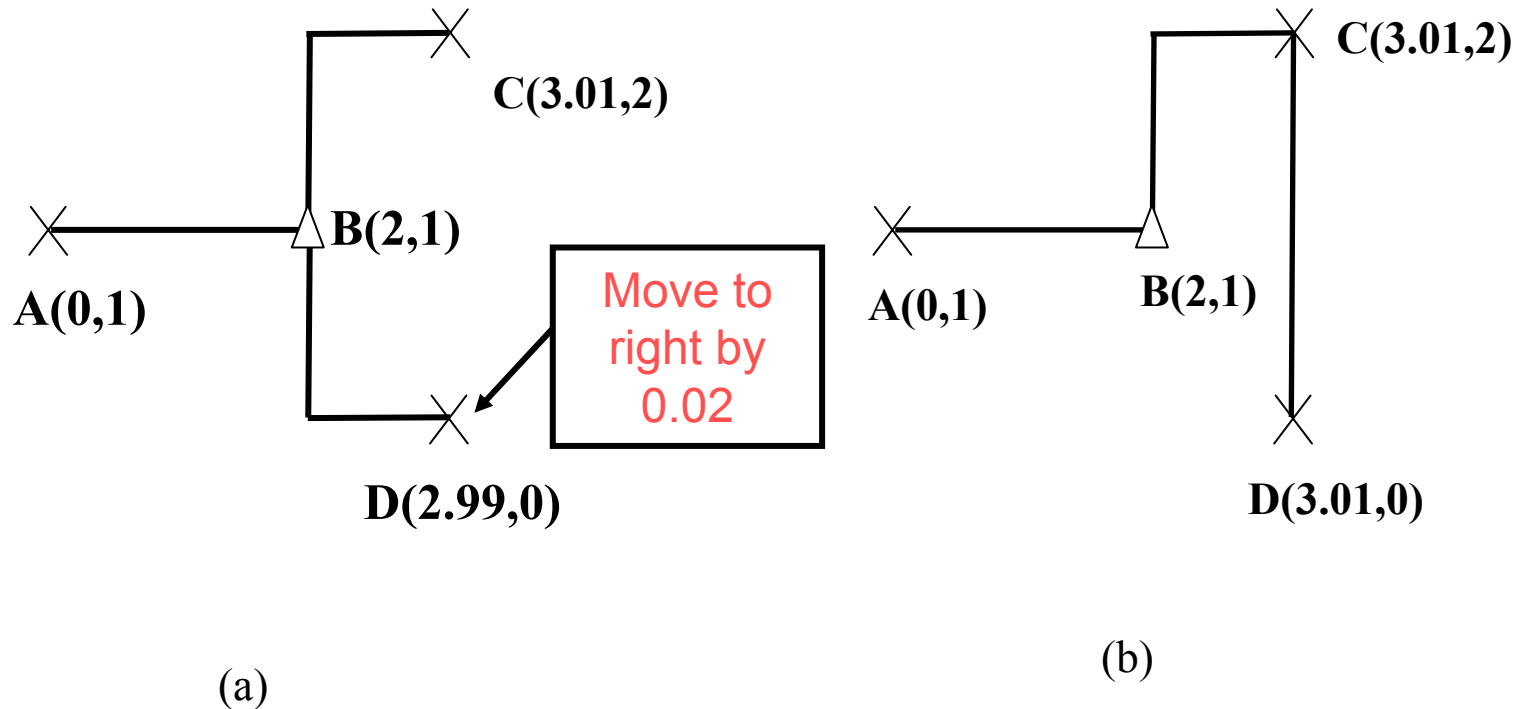 C(3.01,2)
B(2,1)
A(0,1)
Move to
right by
0.02
D(2.99,0)
(a)
C(3.01,2)
B(2,1)
A(0,1)
D(3.01,0)
(b)